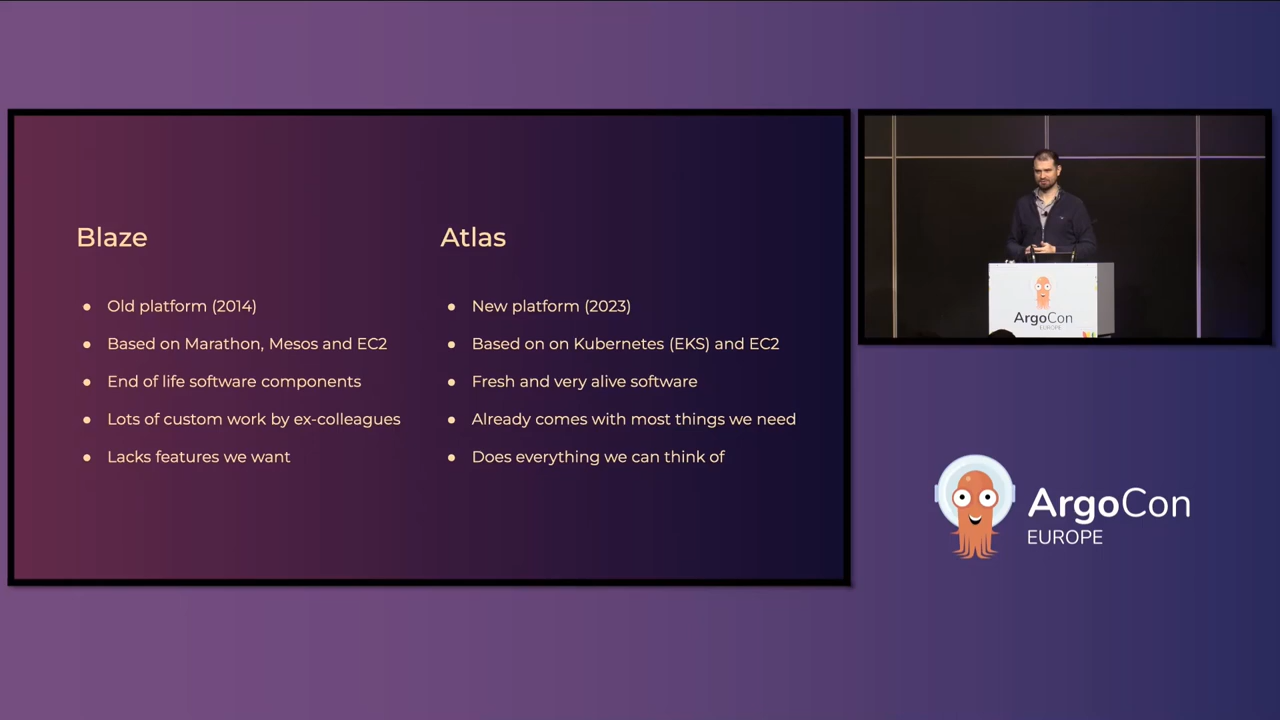 Blaze
Old platform (2014)
Based on Marathon, Mesos and EC2
End of life software components
Lots of custom work by ex-colleagues
Lacks features we want
Atlas
New platform (2023)
Based on on Kubernetes (EKS) and EC2
Fresh and very alive software
Already comes with most things we need
Does everything we can think of
ArgoCon
EUROPE
ArgoCon
EUROPE